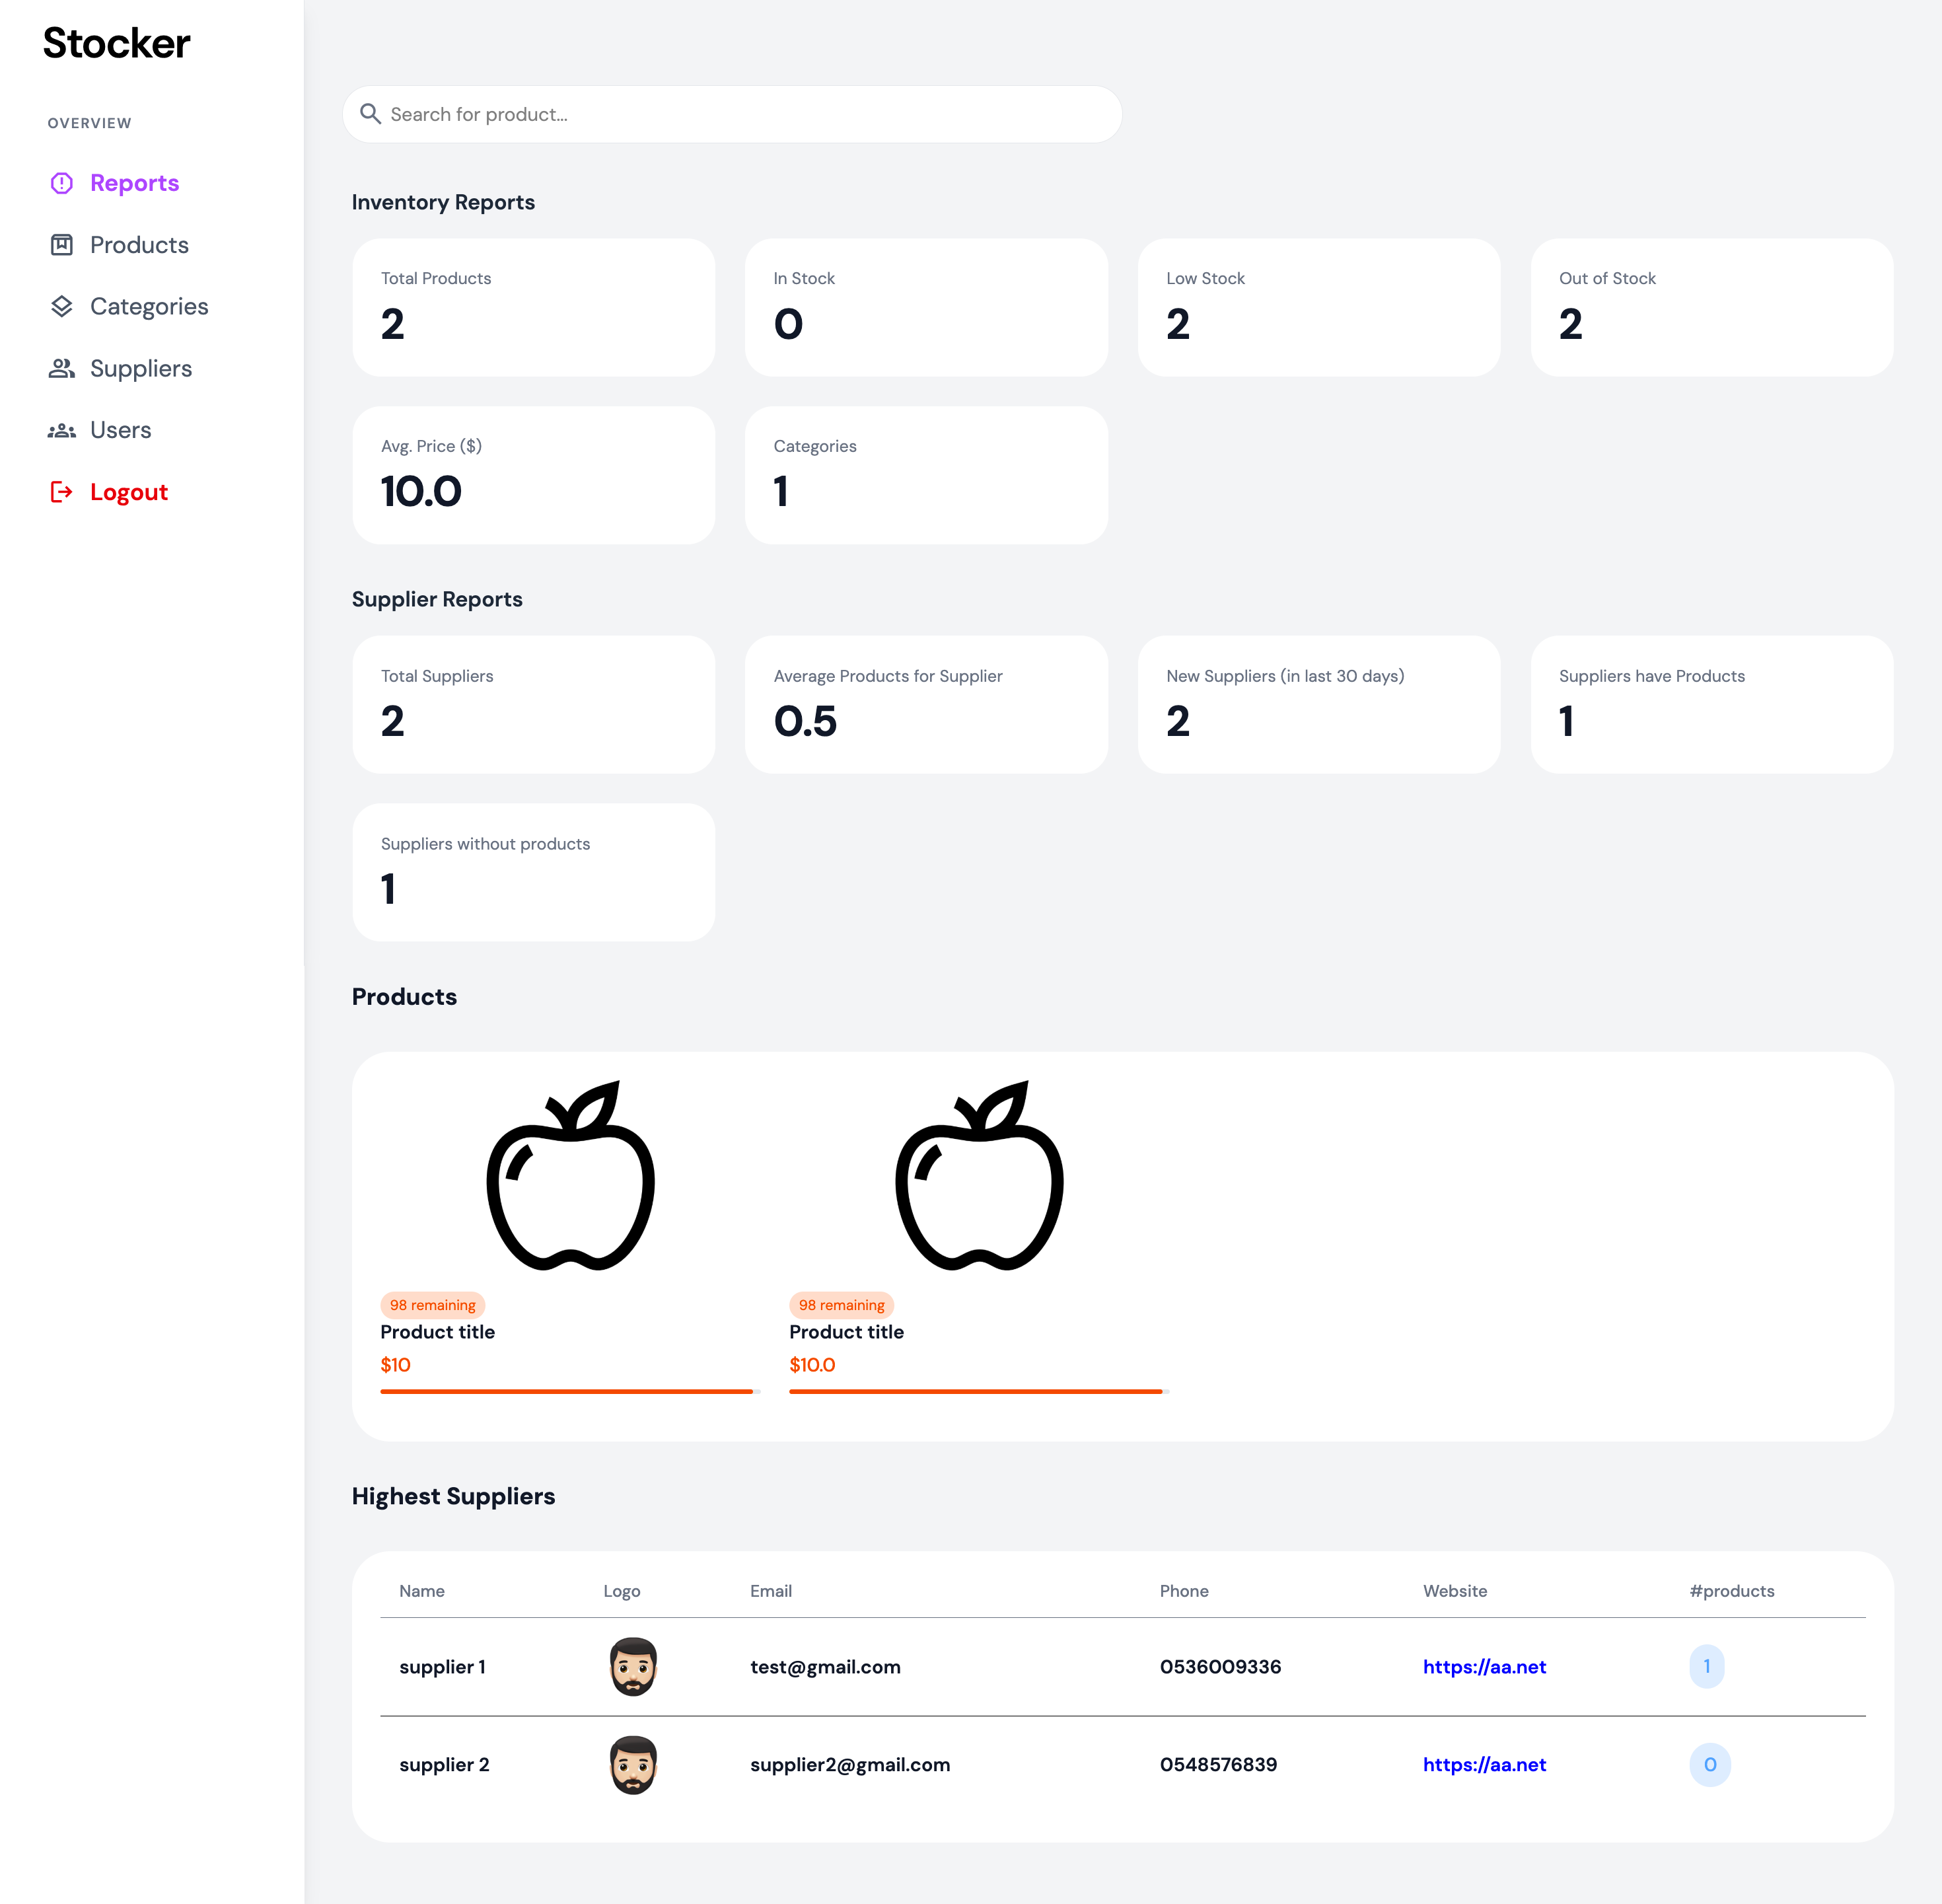 Stocker
OVERVIEW
Reports
Products
Categories
Suppliers
Users
Logout
Search for product...
Inventory Reports
Total Products
2
In Stock
0
Low Stock
2
Out of Stock
2
Avg. Price ($)
10.0
Categories
1
Supplier Reports
Total Suppliers
2
Average Products for Supplier
0.5
New Suppliers (in last 30 days)
2
Suppliers have Products
1
Suppliers without products
1
Products
98 remaining
Product title
$10
98 remaining
Product title
$10.0
Highest Suppliers
Name Logo Email Phone Website #products
supplier 1 test@gmail.com 0536009336 https://aa.net 1
supplier 2 supplier2@gmail.com 0548576839 https://aa.net 0